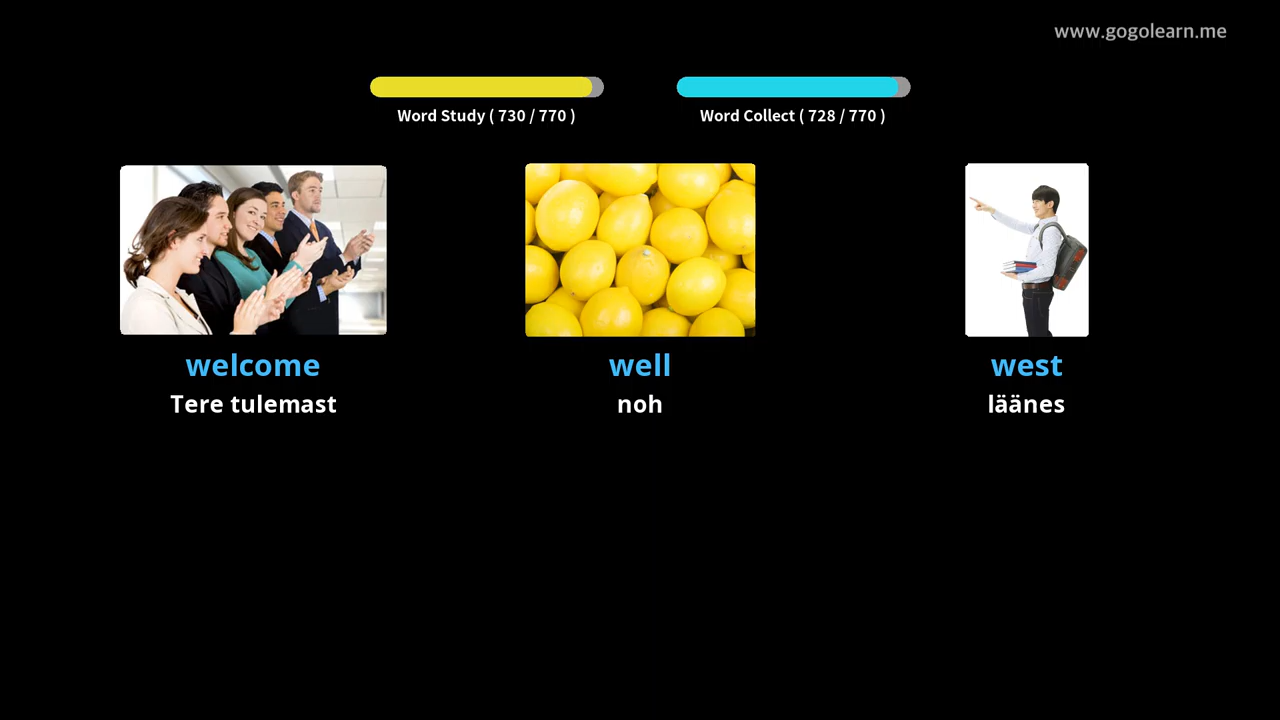 www.gogolearn.me
Word Study ( 730 / 770 )
Word Collect ( 728 / 770 )
welcome
Tere tulemast
well
noh
west
läänes